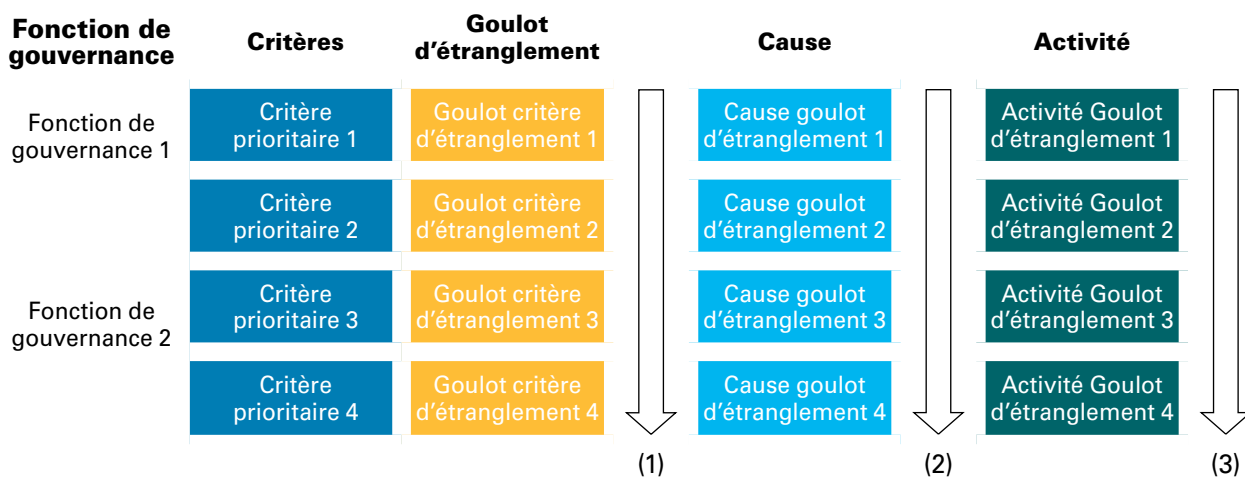 Fonction de
gouvernance
Critères
Goulot
d’étranglement
Cause
Activité
Fonction de
gouvernance 1
Critère
prioritaire 1
Goulot critère
d’étranglement 1
Cause goulot
d’étranglement 1
Activité Goulot
d’étranglement 1
Critère
prioritaire 2
Goulot critère
d’étranglement 2
Cause goulot
d’étranglement 2
Activité Goulot
d’étranglement 2
Fonction de
gouvernance 2
Critère
prioritaire 3
Goulot critère
d’étranglement 3
Cause goulot
d’étranglement 3
Activité Goulot
d’étranglement 3
Critère
prioritaire 4
Goulot critère
d’étranglement 4
Cause goulot
d’étranglement 4
Activité Goulot
d’étranglement 4
(1)
(2)
(3)